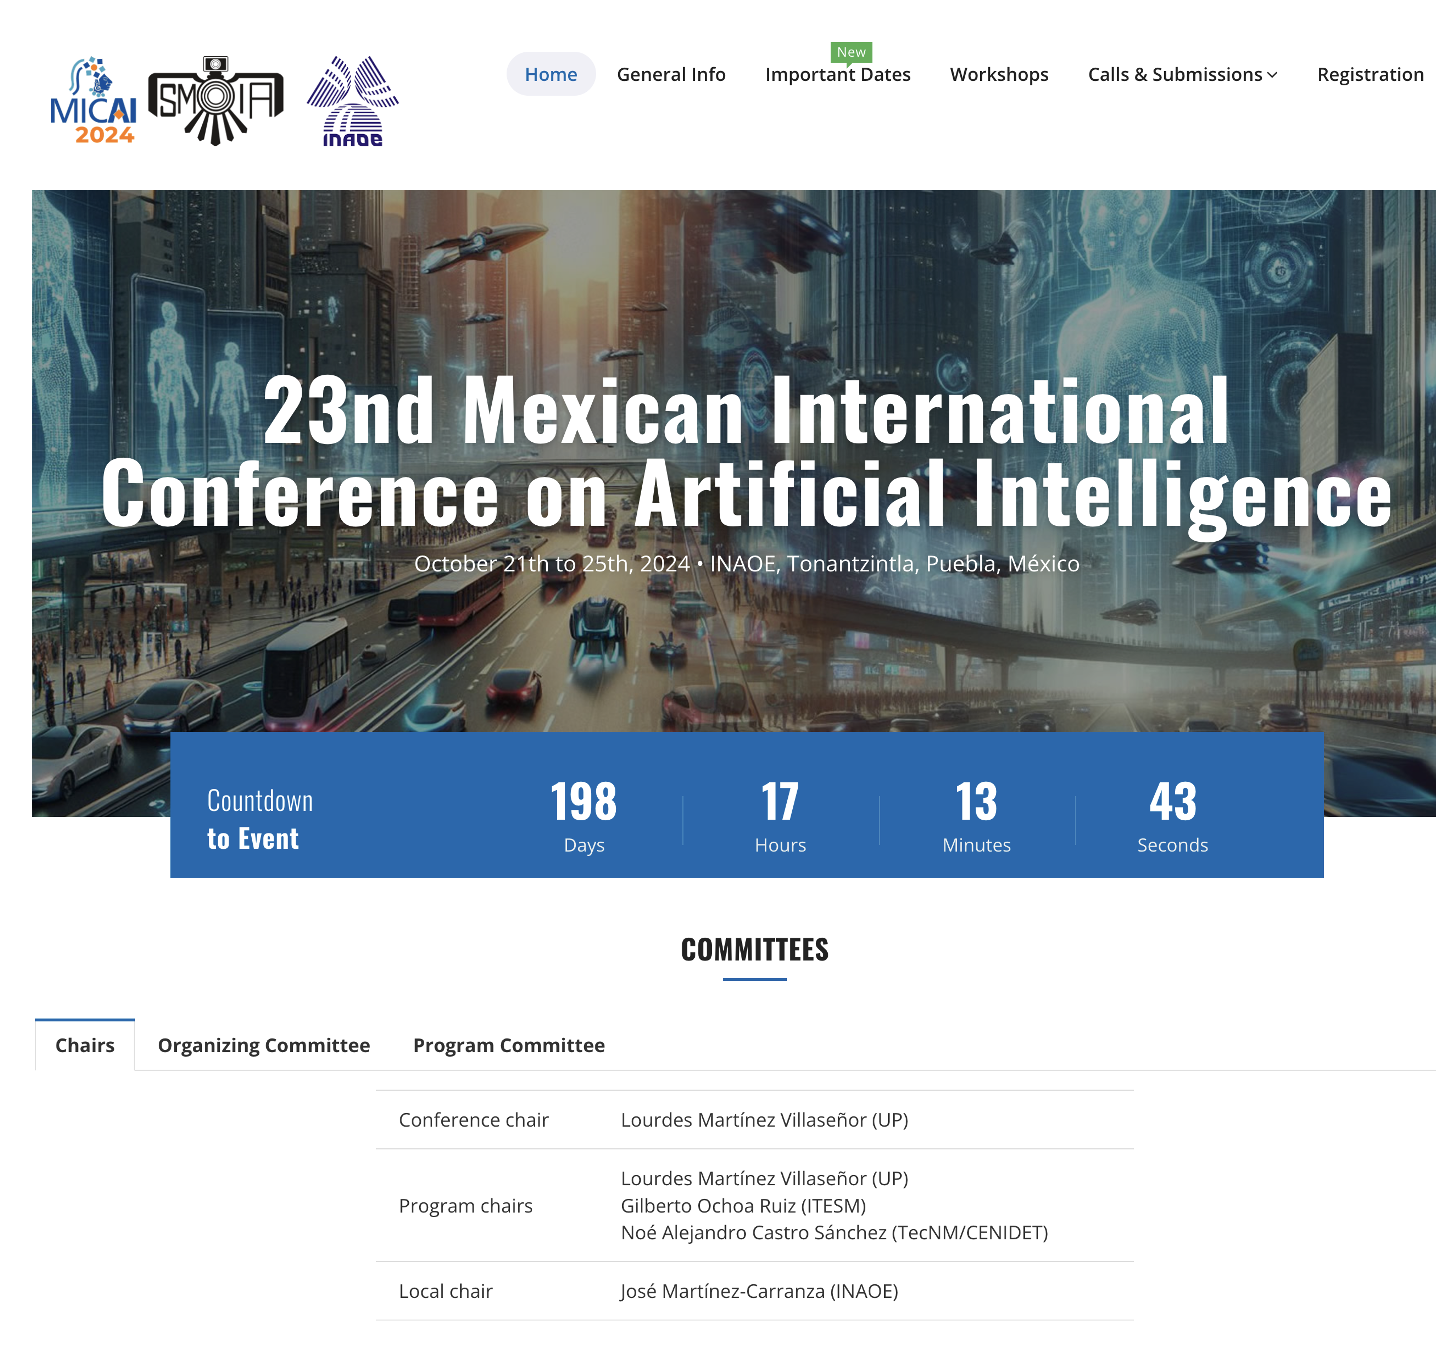 MICAI
2024
SMIA
INAOE
Home
General Info
New
Important Dates
Workshops
Calls & Submissions
Registration
23nd Mexican International
Conference on Artificial Intelligence
October 21th to 25th, 2024 • INAOE, Tonantzintla, Puebla, México
Countdown
to Event
198
Days
17
Hours
13
Minutes
43
Seconds
COMMITTEES
Chairs
Organizing Committee
Program Committee
Conference chair
Lourdes Martínez Villaseñor (UP)
Program chairs
Lourdes Martínez Villaseñor (UP)
Gilberto Ochoa Ruiz (ITESM)
Noé Alejandro Castro Sánchez (TecNM/CENIDET)
Local chair
José Martínez-Carranza (INAOE)